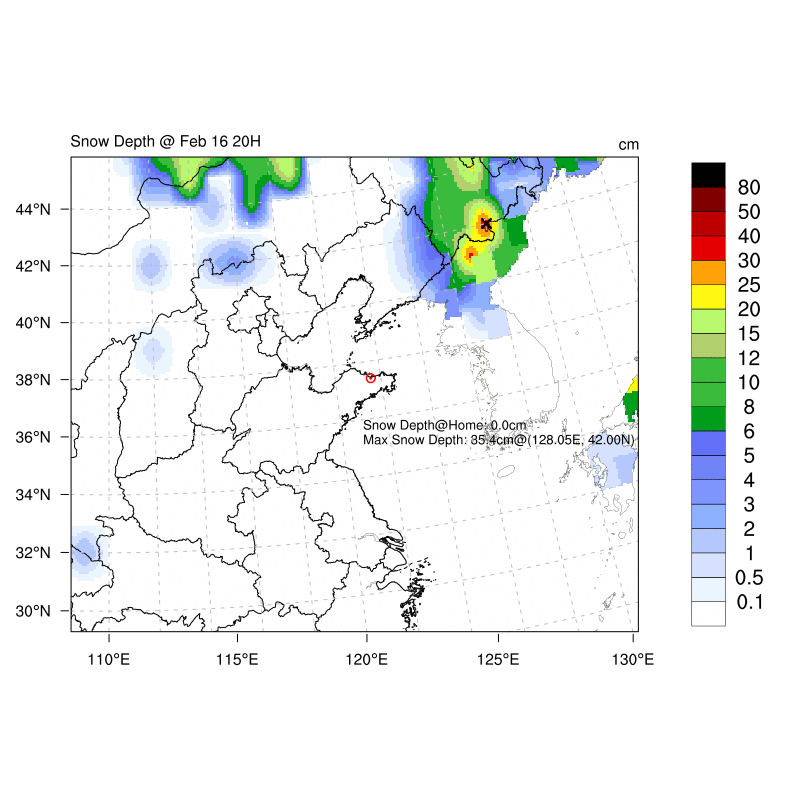 Snow Depth @ Feb 16 20H
cm
44°N
42°N
40°N
38°N
36°N
34°N
32°N
30°N
110°E
115°E
120°E
125°E
130°E
Snow Depth@Home: 0.0cm
Max Snow Depth: 35.4cm@(128.05E, 42.00N)
80
50
40
30
25
20
15
12
10
8
6
5
4
3
2
1
0.5
0.1